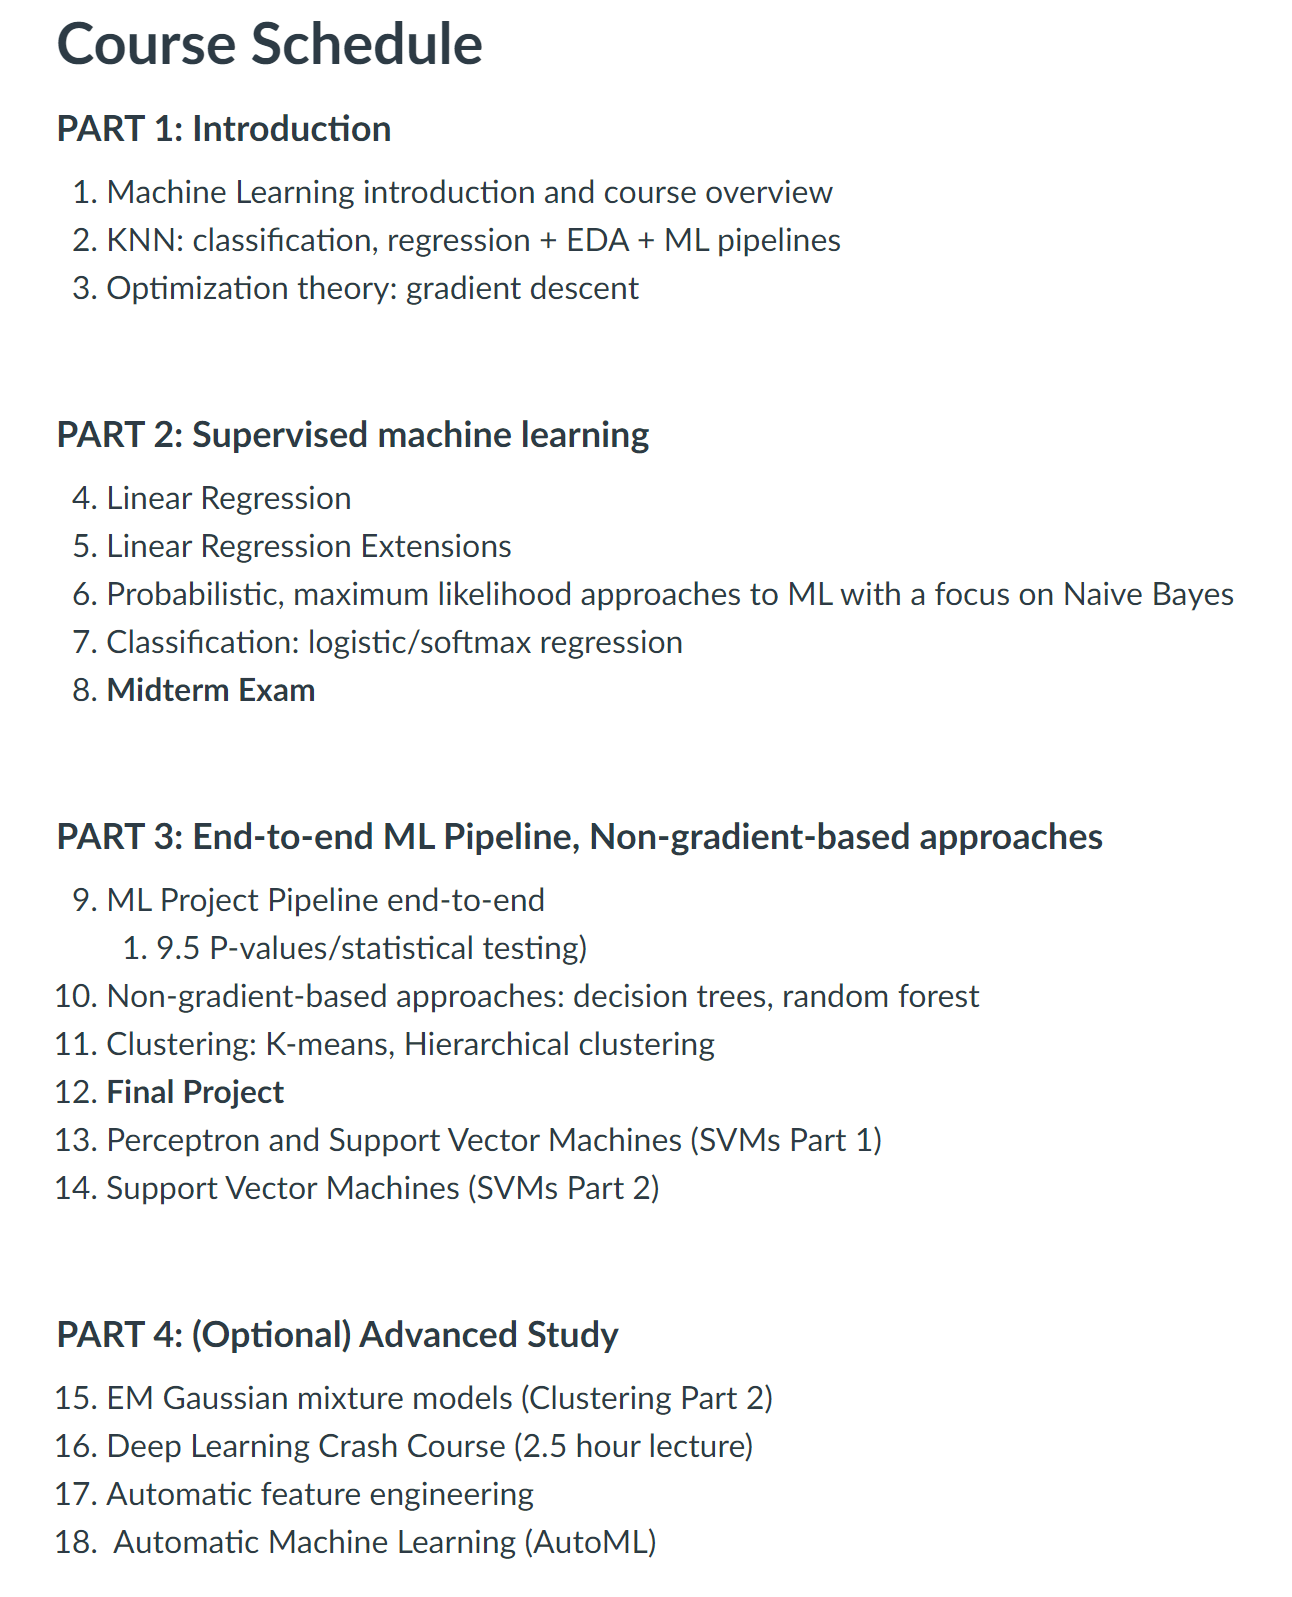 Course Schedule
PART 1: Introduction
1. Machine Learning introduction and course overview
2. KNN: classification, regression + EDA + ML pipelines
3. Optimization theory: gradient descent
PART 2: Supervised machine learning
4. Linear Regression
5. Linear Regression Extensions
6. Probabilistic, maximum likelihood approaches to ML with a focus on Naive Bayes
7. Classification: logistic/softmax regression
8. Midterm Exam
PART 3: End-to-end ML Pipeline, Non-gradient-based approaches
9. ML Project Pipeline end-to-end
1. 9.5 P-values/statistical testing)
10. Non-gradient-based approaches: decision trees, random forest
11. Clustering: K-means, Hierarchical clustering
12. Final Project
13. Perceptron and Support Vector Machines (SVMs Part 1)
14. Support Vector Machines (SVMs Part 2)
PART 4: (Optional) Advanced Study
15. EM Gaussian mixture models (Clustering Part 2)
16. Deep Learning Crash Course (2.5 hour lecture)
17. Automatic feature engineering
18. Automatic Machine Learning (AutoML)